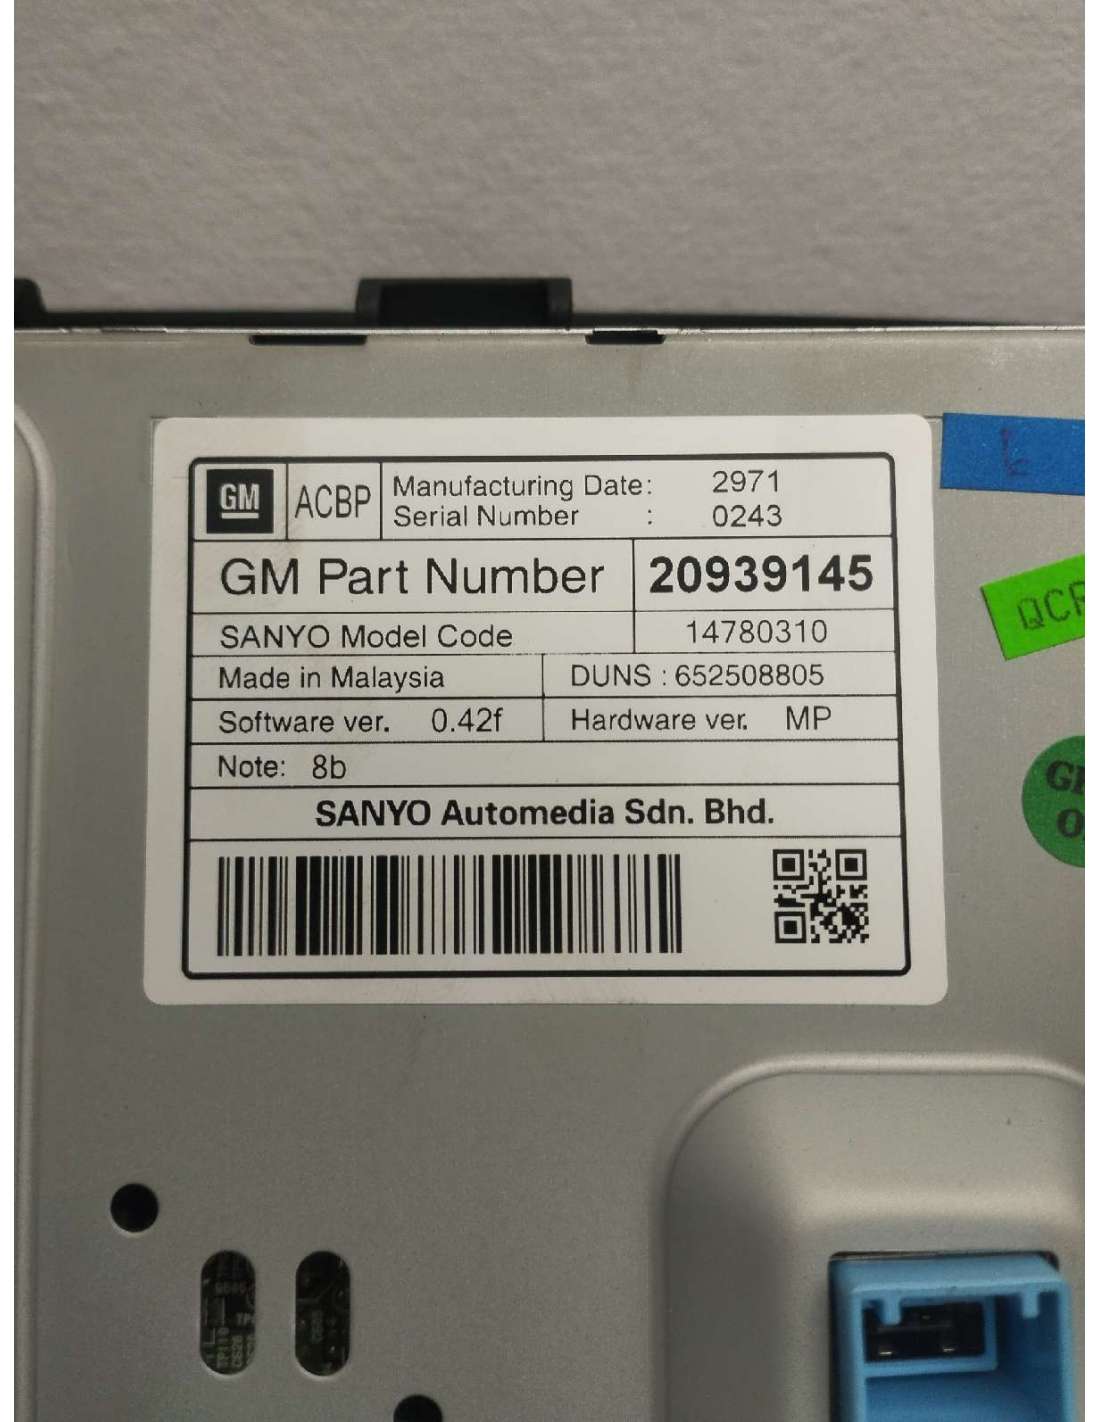 GM ACBP Manufacturing Date: 2971
Serial Number : 0243
GM Part Number 20939145
SANYO Model Code 14780310
Made in Malaysia DUNS : 652508805
Software ver. 0.42f Hardware ver. MP
Note: 8b
SANYO Automedia Sdn. Bhd.
QC
G
O